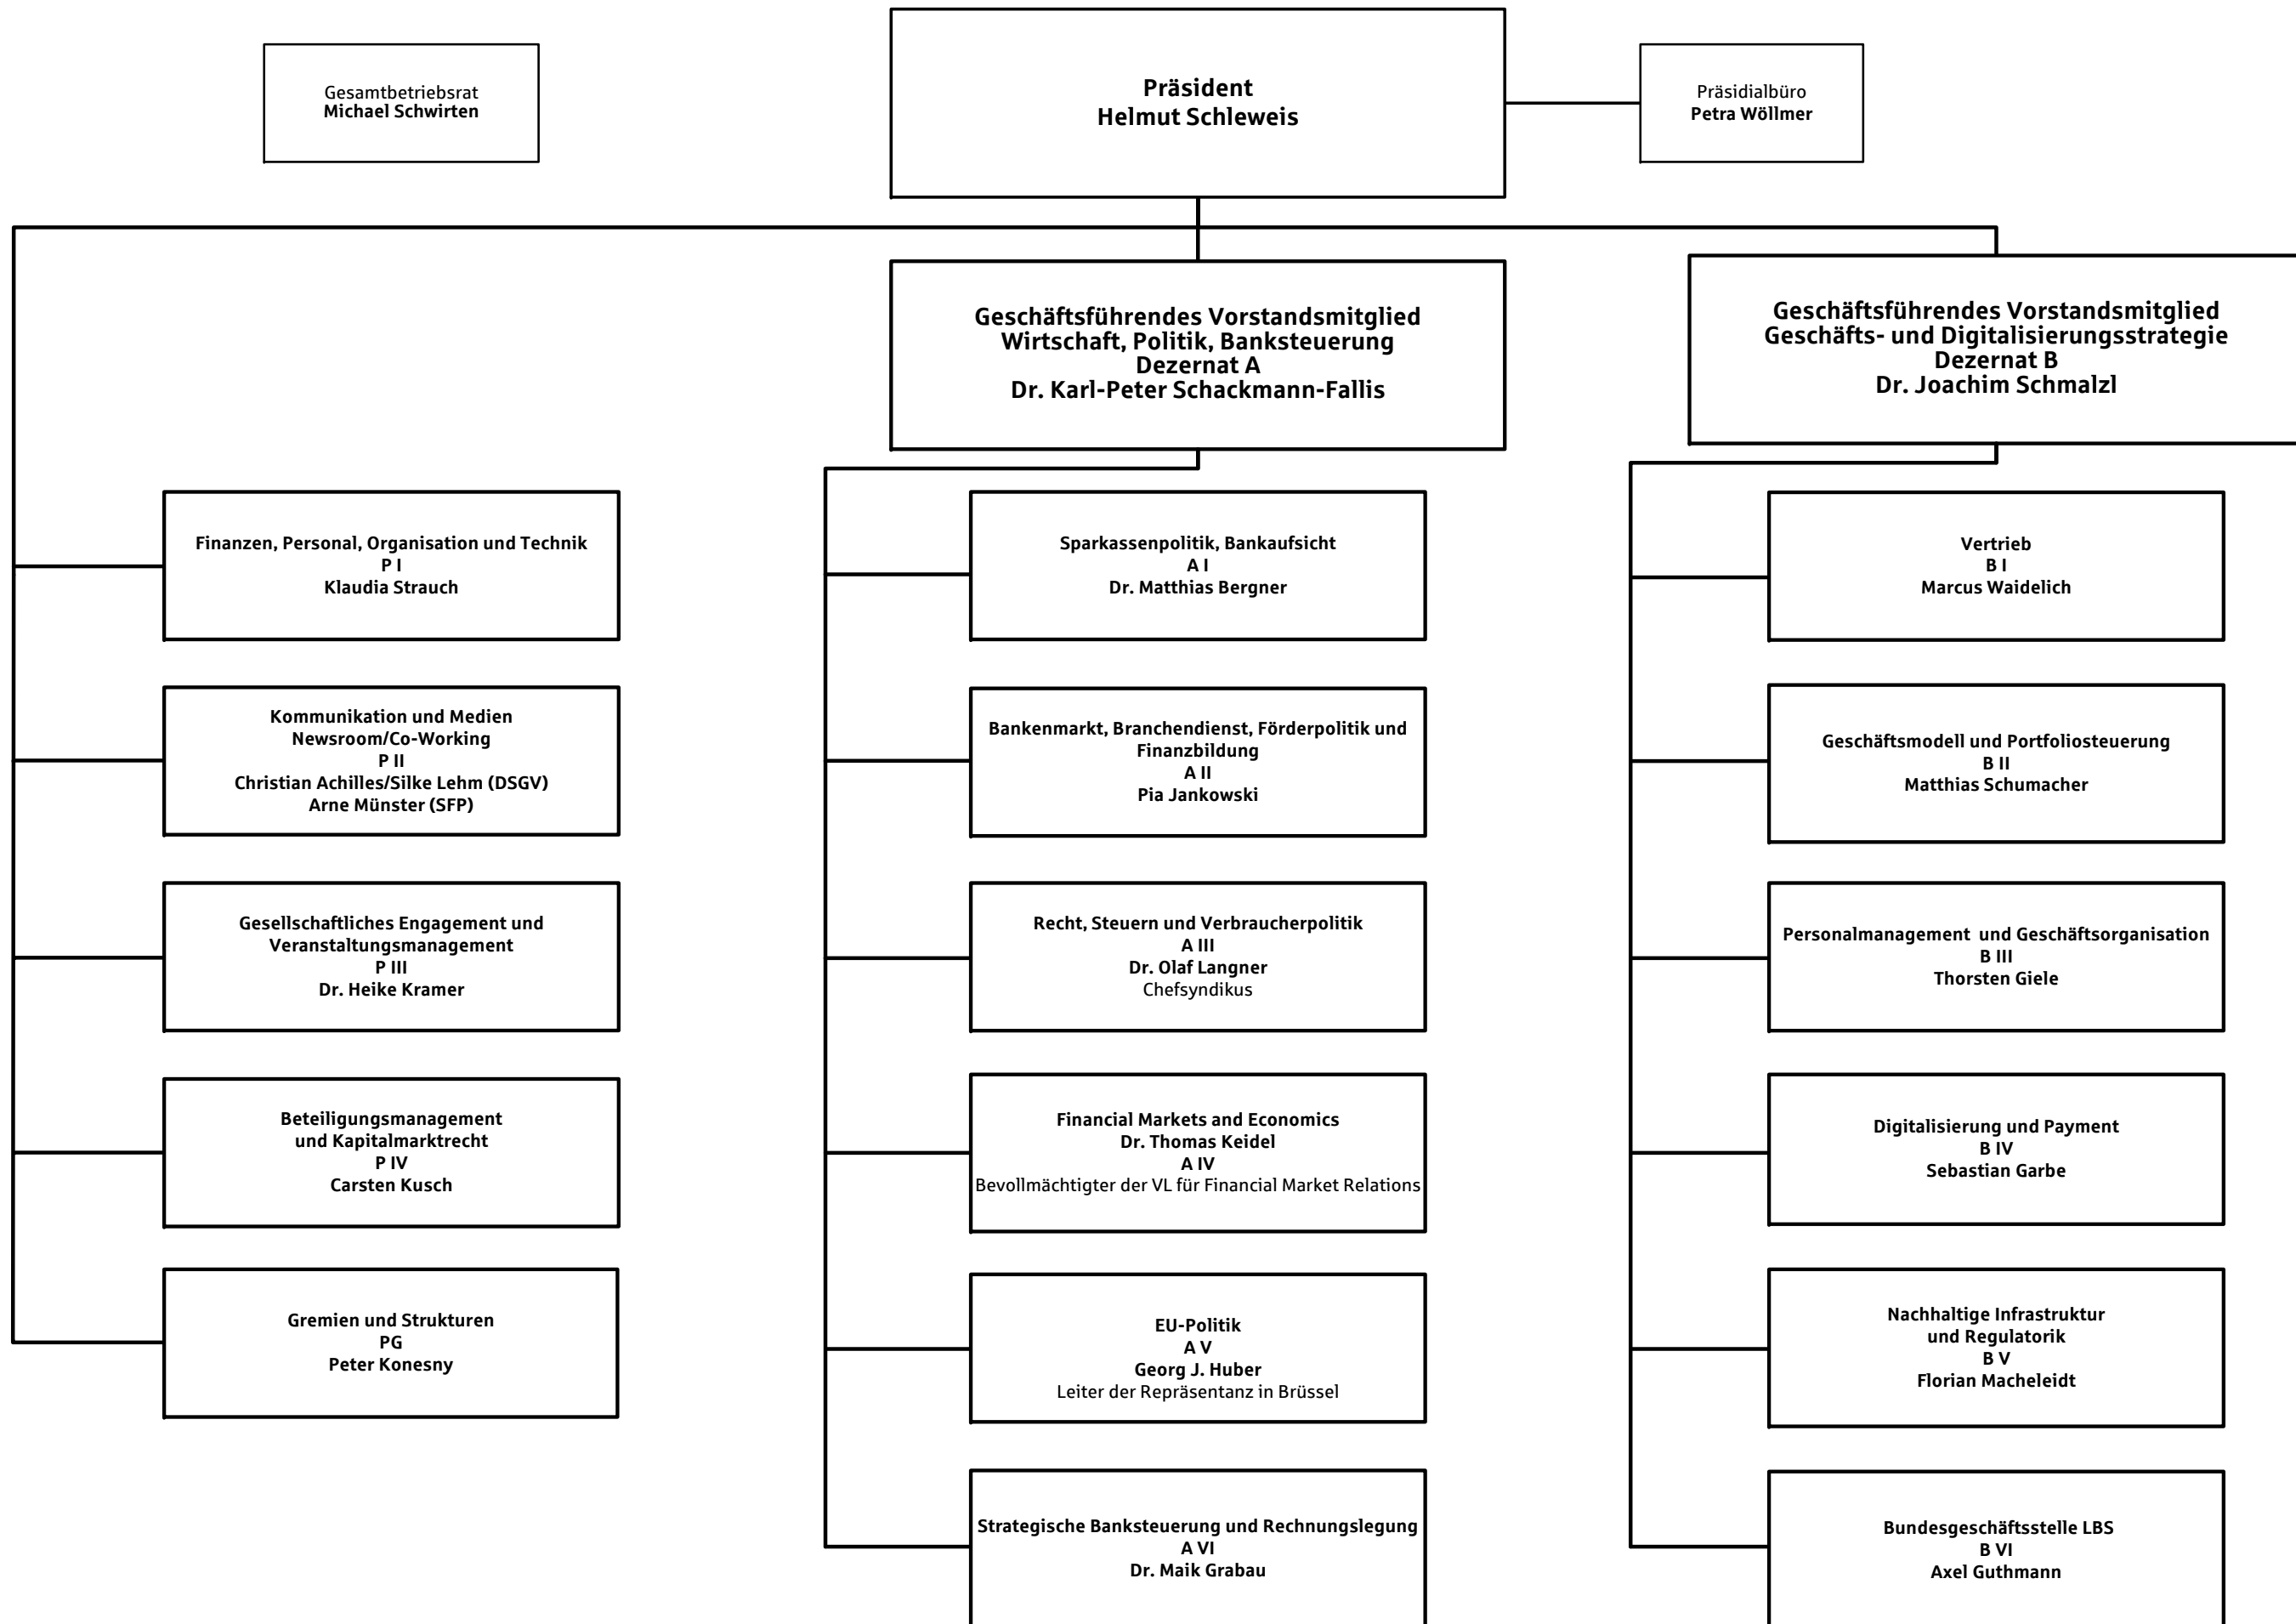 Gesamtbetriebsrat
Michael Schwirten
Präsident
Helmut Schleweis
Präsidialbüro
Petra Wöllmer
Geschäftsführendes Vorstandsmitglied
Wirtschaft, Politik, Banksteuerung
Dezernat A
Dr. Karl-Peter Schackmann-Fallis
Geschäftsführendes Vorstandsmitglied
Geschäfts- und Digitalisierungsstrategie
Dezernat B
Dr. Joachim Schmalzl
Finanzen, Personal, Organisation und Technik
P I
Klaudia Strauch
Kommunikation und Medien
Newsroom/Co-Working
P II
Christian Achilles/Silke Lehm (DSGV)
Arne Münster (SFP)
Gesellschaftliches Engagement und
Veranstaltungsmanagement
P III
Dr. Heike Kramer
Beteiligungsmanagement
und Kapitalmarktrecht
P IV
Carsten Kusch
Gremien und Strukturen
PG
Peter Konesny
Sparkassenpolitik, Bankaufsicht
A I
Dr. Matthias Bergner
Bankenmarkt, Branchendienst, Förderpolitik und
Finanzbildung
A II
Pia Jankowski
Recht, Steuern und Verbraucherpolitik
A III
Dr. Olaf Langner
Chefsyndikus
Financial Markets and Economics
Dr. Thomas Keidel
A IV
Bevollmächtigter der VL für Financial Market Relations
EU-Politik
A V
Georg J. Huber
Leiter der Repräsentanz in Brüssel
Strategische Banksteuerung und Rechnungslegung
A VI
Dr. Maik Grabau
Vertrieb
B I
Marcus Waidelich
Geschäftsmodell und Portfoliosteuerung
B II
Matthias Schumacher
Personalmanagement und Geschäftsorganisation
B III
Thorsten Giele
Digitalisierung und Payment
B IV
Sebastian Garbe
Nachhaltige Infrastruktur
und Regulatorik
B V
Florian Macheleidt
Bundesgeschäftsstelle LBS
B VI
Axel Guthmann